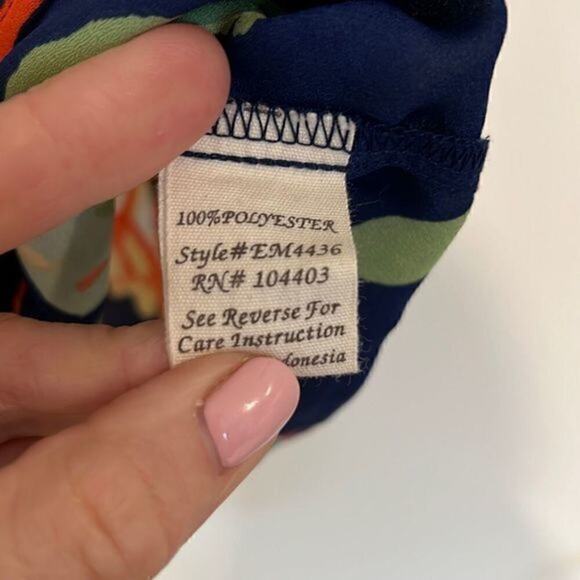 100%POLYESTER
Style#EM4436
RN# 104403
See Reverse For
Care Instruction